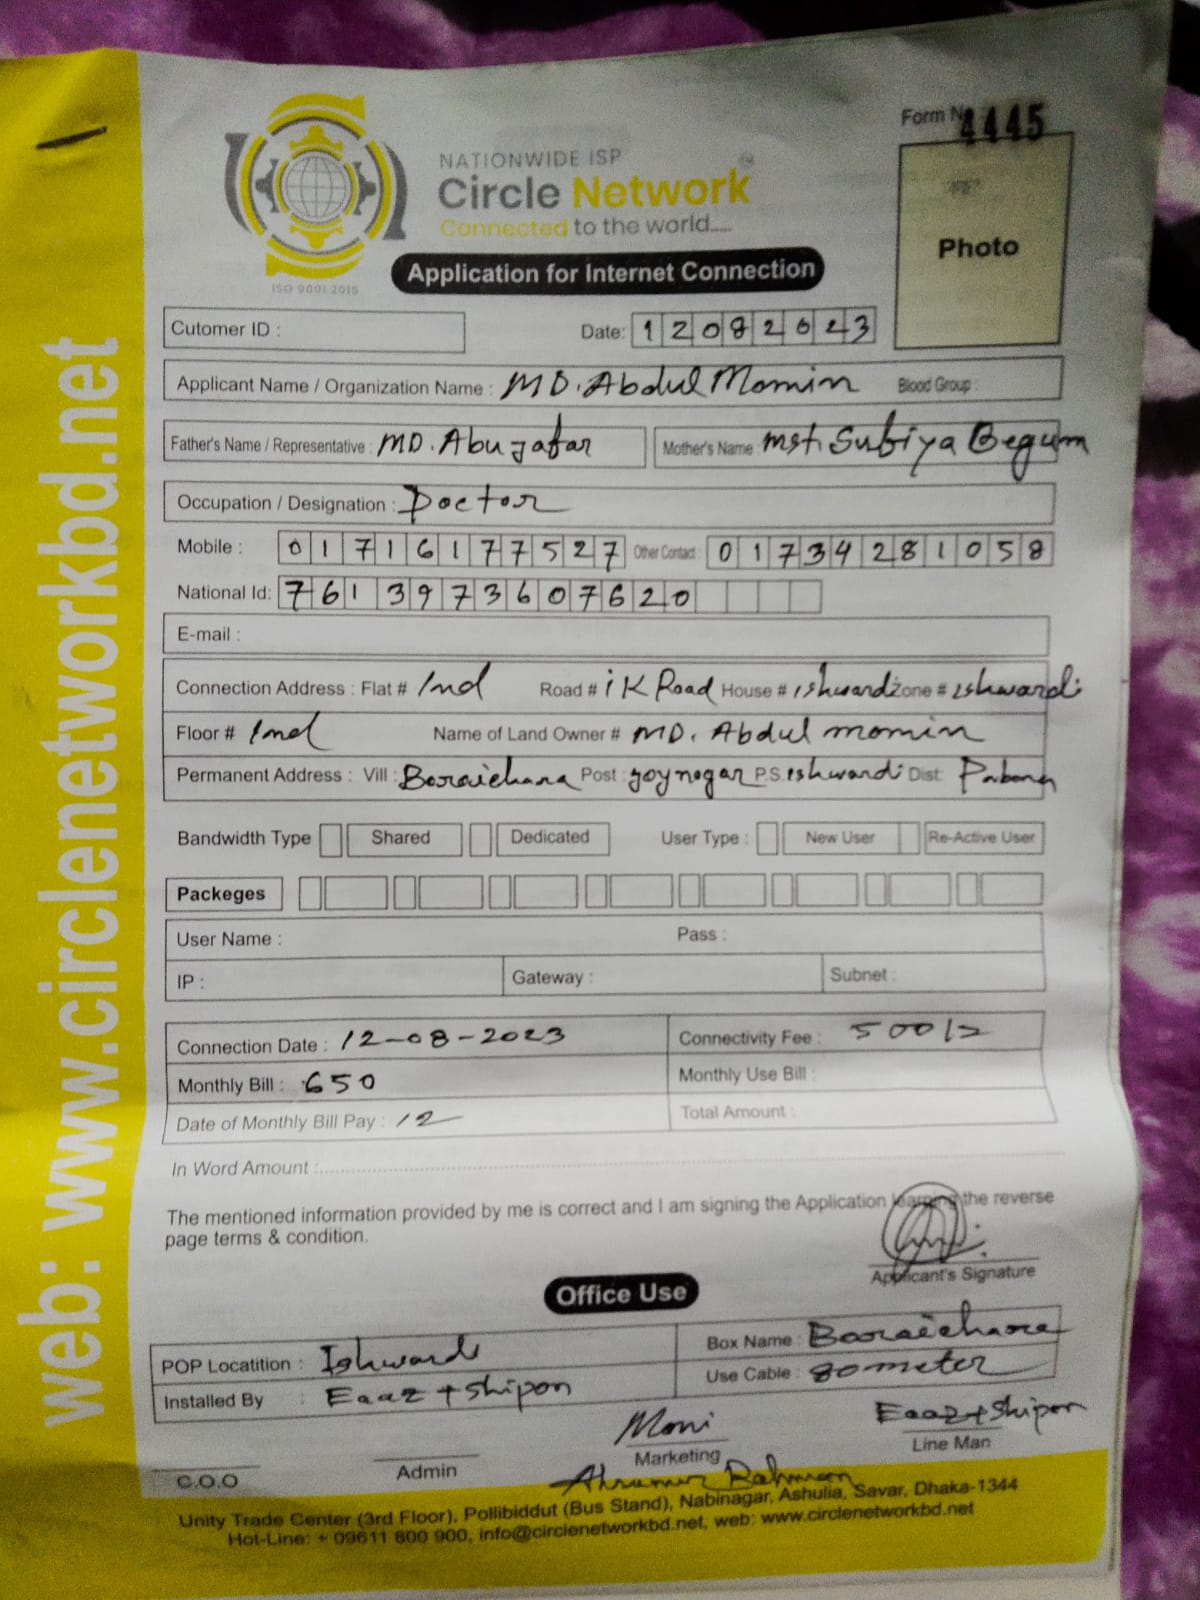 Form No 4445
NATIONWIDE ISP
Circle Network
Connected to the world.....
ISO 9001:2015
Application for Internet Connection
Photo
web: www.circlenetworkbd.net
Cutomer ID : Date: 12082023
Applicant Name / Organization Name : MD. Abdul Momin Blood Group :
Father's Name / Representative : MD. Abu Jafar Mother's Name : Mst. Sufiya Begum
Occupation / Designation : Doctor
Mobile : 01716177527 Other Contact : 01734281058
National Id: 7613973607620
E-mail :
Connection Address : Flat # 2nd Road # IK Road House # ishwardi Zone # ishwardi
Floor # 2nd Name of Land Owner # MD. Abdul momin
Permanent Address : Vill : Baraichara Post : Joynagar P.S. ishwardi Dist: Pabna
Bandwidth Type Shared Dedicated User Type : New User Re-Active User
Packeges
User Name : Pass :
IP : Gateway : Subnet :
Connection Date : 12-08-2023 Connectivity Fee : 500/=
Monthly Bill : 650 Monthly Use Bill :
Date of Monthly Bill Pay : 12 Total Amount :
In Word Amount :
The mentioned information provided by me is correct and I am signing the Application learning the reverse
page terms & condition.
Applicant's Signature
Office Use
POP Locatition : Ishwardi Box Name : Baraichara
Installed By : Eaaz + Shipon Use Cable : 80 meter
Moni Eaaz + Shipon
C.O.O Admin Marketing Line Man
Rahman
Unity Trade Center (3rd Floor), Pollibiddut (Bus Stand), Nabinagar, Ashulia, Savar, Dhaka-1344
Hot-Line: + 09611 800 900, info@circlenetworkbd.net, web: www.circlenetworkbd.net